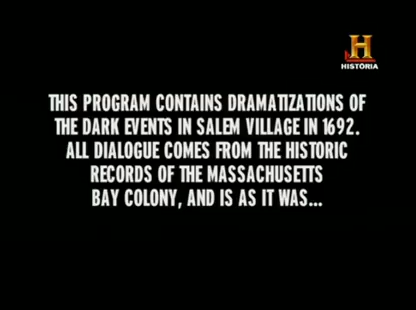 H
HISTÓRIA
THIS PROGRAM CONTAINS DRAMATIZATIONS OF
THE DARK EVENTS IN SALEM VILLAGE IN 1692.
ALL DIALOGUE COMES FROM THE HISTORIC
RECORDS OF THE MASSACHUSETTS
BAY COLONY, AND IS AS IT WAS...